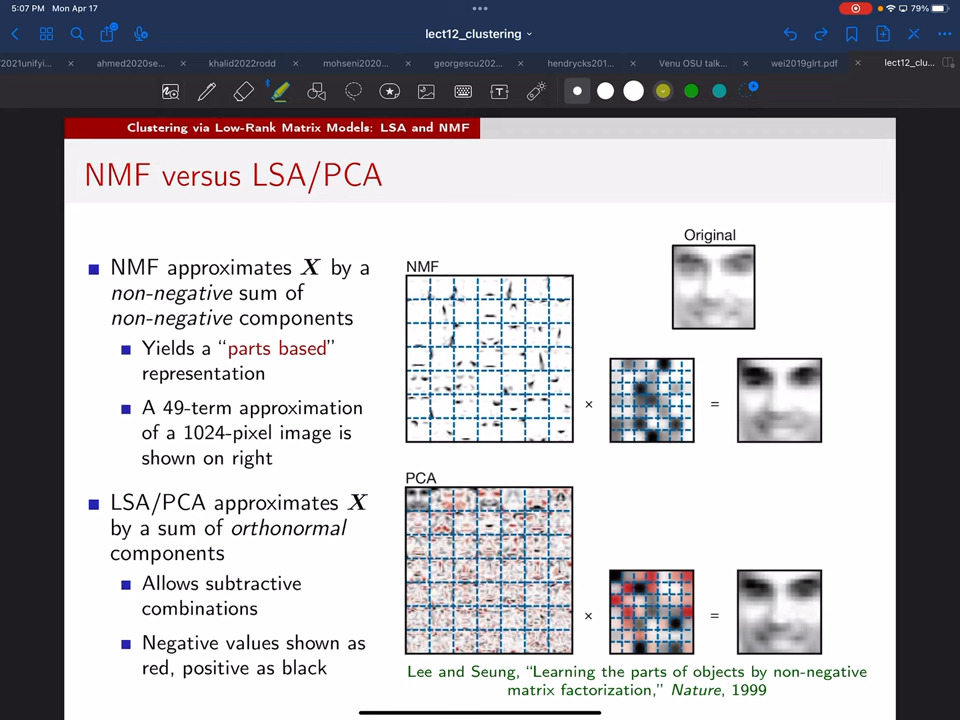 5:07 PM Mon Apr 17
79%
lect12_clustering
/2021unifyi... ahmed2020se... khalid2022rodd mohseni2020... georgescu202... hendrycks201... Venu OSU talk... wei2019glrt.pdf lect12_clu...
Clustering via Low-Rank Matrix Models: LSA and NMF
NMF versus LSA/PCA
NMF approximates X by a
non-negative sum of
non-negative components
Yields a “parts based”
representation
A 49-term approximation
of a 1024-pixel image is
shown on right
LSA/PCA approximates X
by a sum of orthonormal
components
Allows subtractive
combinations
Negative values shown as
red, positive as black
Original
NMF
× =
PCA
× =
Lee and Seung, “Learning the parts of objects by non-negative
matrix factorization,” Nature, 1999